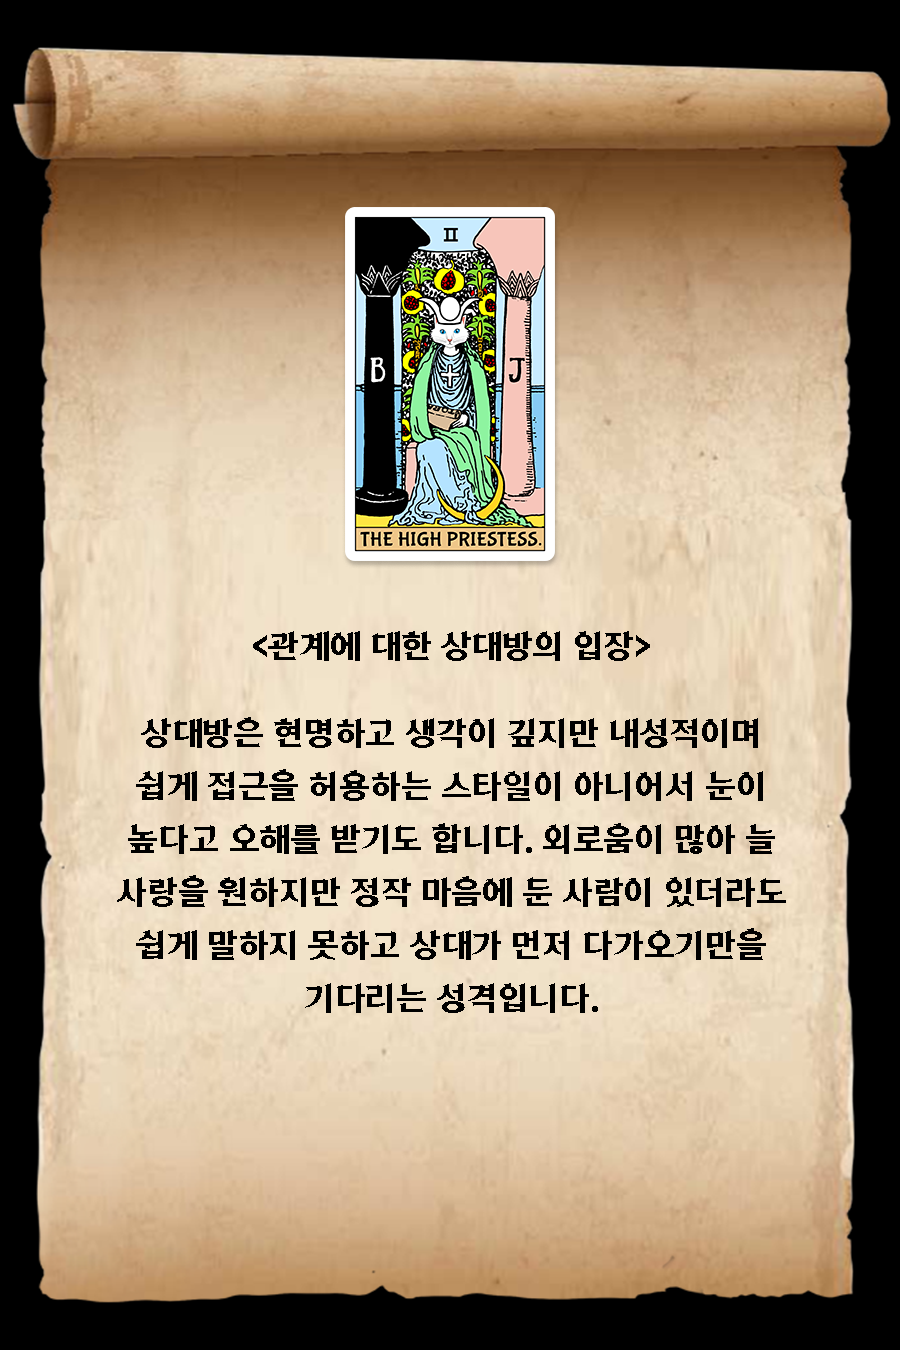 II
B
J
THE HIGH PRIESTESS.
<관계에 대한 상대방의 입장>
상대방은 현명하고 생각이 깊지만 내성적이며
쉽게 접근을 허용하는 스타일이 아니어서 눈이
높다고 오해를 받기도 합니다. 외로움이 많아 늘
사랑을 원하지만 정작 마음에 둔 사람이 있더라도
쉽게 말하지 못하고 상대가 먼저 다가오기만을
기다리는 성격입니다.